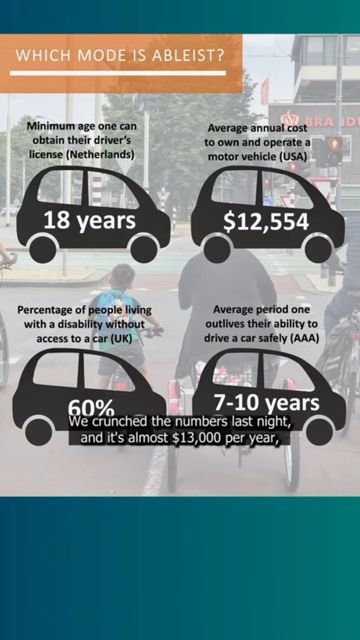 WHICH MODE IS ABLEIST?
Minimum age one can
obtain their driver's
license (Netherlands)
18 years
Average annual cost
to own and operate a
motor vehicle (USA)
$12,554
Percentage of people living
with a disability without
access to a car (UK)
60%
Average period one
outlives their ability to
drive a car safely (AAA)
7-10 years
We crunched the numbers last night,
and it's almost $13,000 per year,